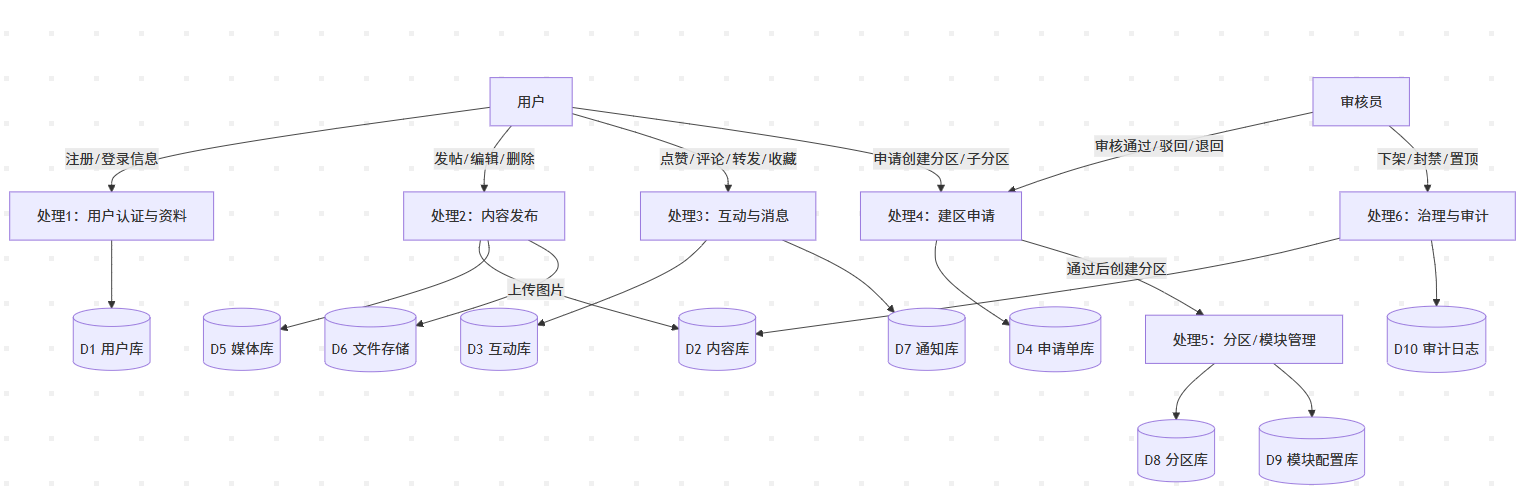 用户
审核员
审核通过/驳回/退回
注册/登录信息
发帖/编辑/删除
点赞/评论/转发/收藏
申请创建分区/子分区
下架/封禁/置顶
处理1：用户认证与资料
处理2：内容发布
处理3：互动与消息
处理4：建区申请
处理6：治理与审计
通过后创建分区
上传图片
处理5：分区/模块管理
D1 用户库
D5 媒体库
D6 文件存储
D3 互动库
D2 内容库
D7 通知库
D4 申请单库
D10 审计日志
D8 分区库
D9 模块配置库